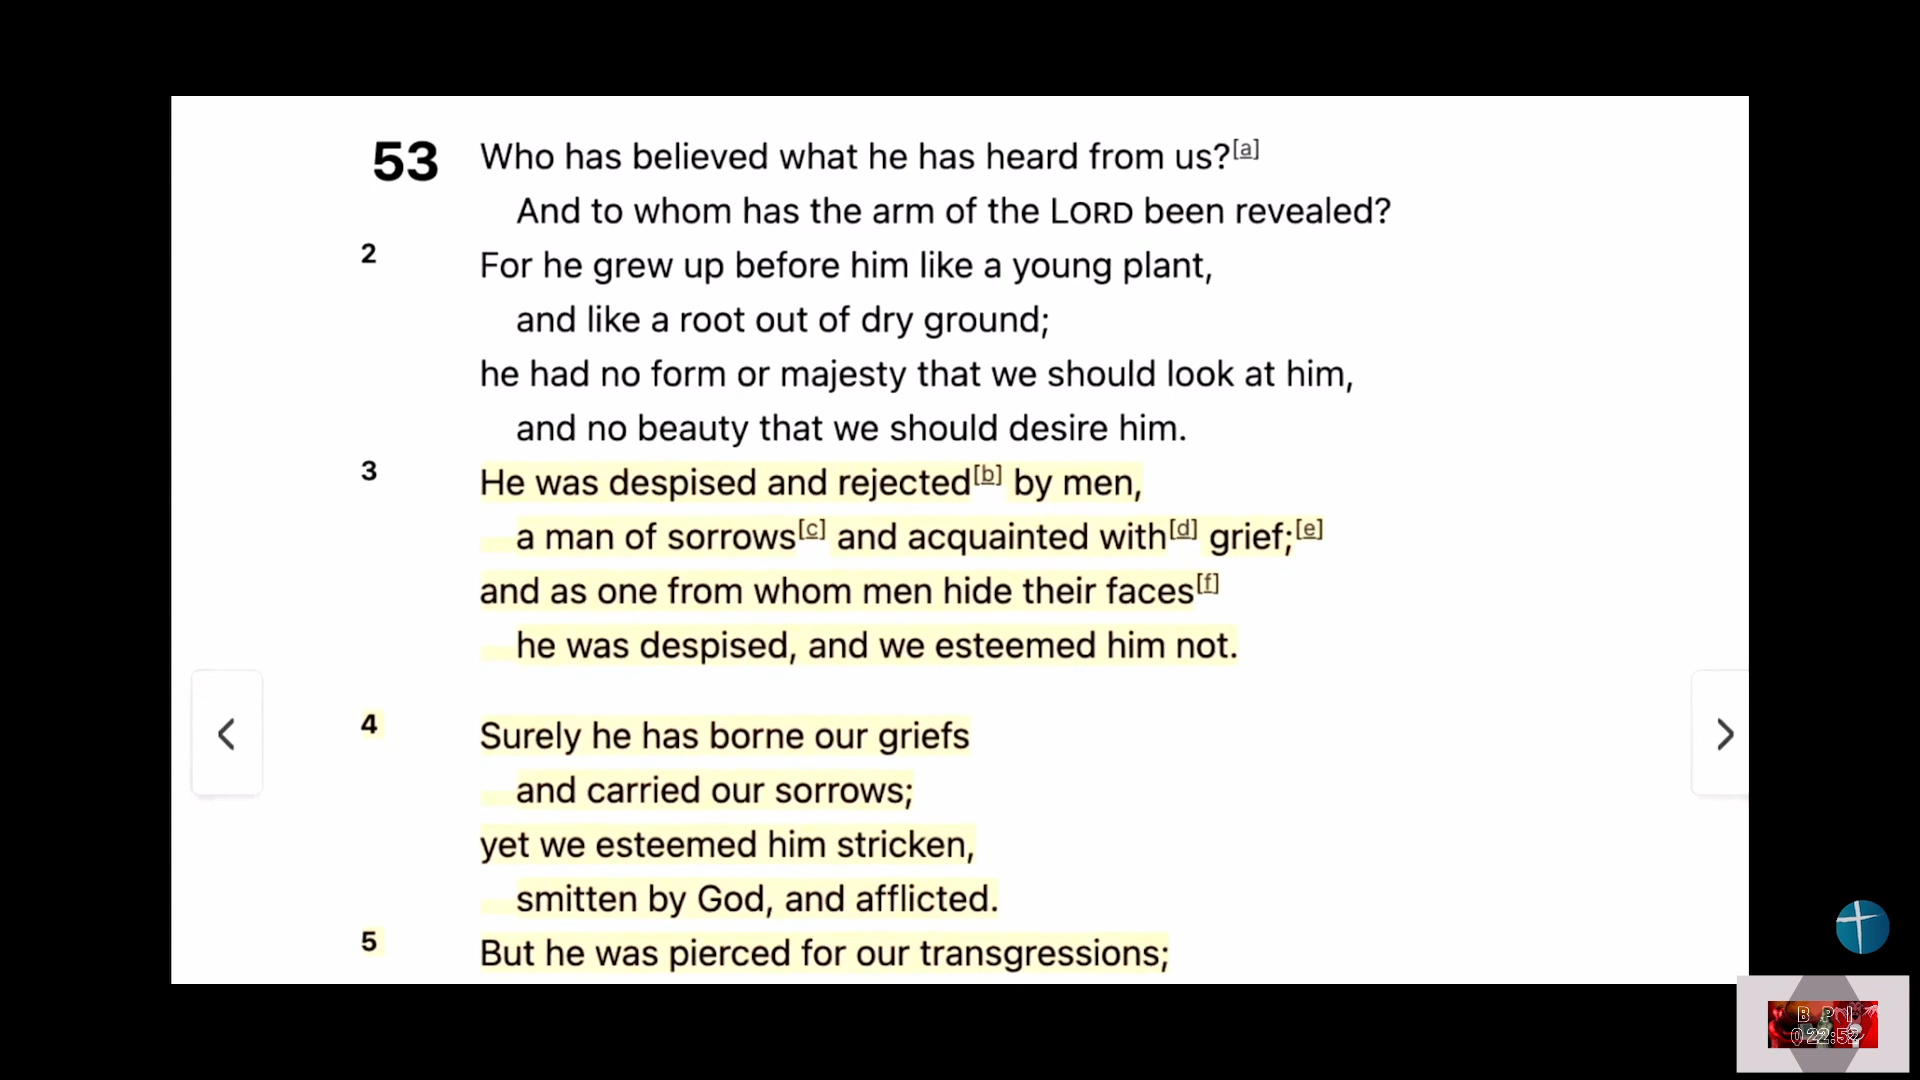 53 Who has believed what he has heard from us?[a]
And to whom has the arm of the LORD been revealed?
2 For he grew up before him like a young plant,
and like a root out of dry ground;
he had no form or majesty that we should look at him,
and no beauty that we should desire him.
3 He was despised and rejected[b] by men,
a man of sorrows[c] and acquainted with[d] grief;[e]
and as one from whom men hide their faces[f]
he was despised, and we esteemed him not.
4 Surely he has borne our griefs
and carried our sorrows;
yet we esteemed him stricken,
smitten by God, and afflicted.
5 But he was pierced for our transgressions;
B P I